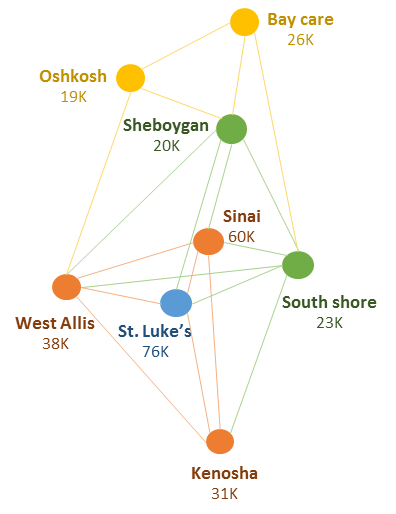 Bay care
26K
Oshkosh
19K
Sheboygan
20K
Sinai
60K
South shore
23K
West Allis
38K
St. Luke's
76K
Kenosha
31K